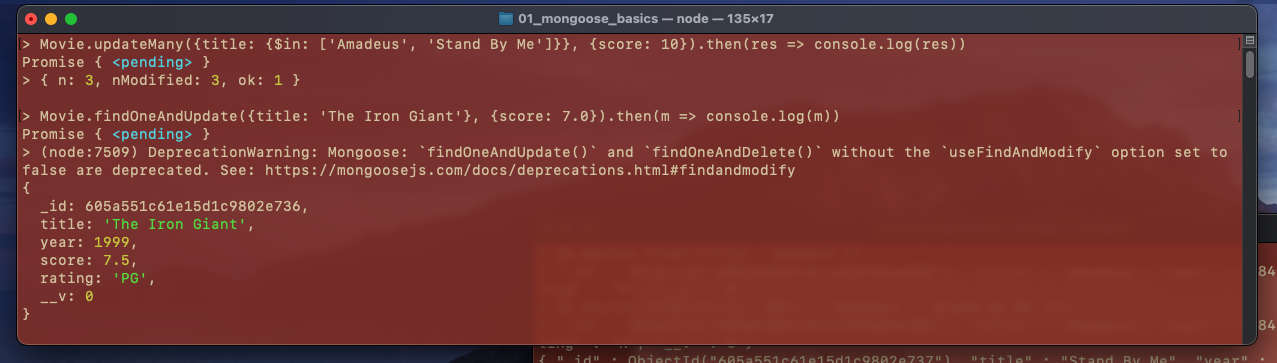 01_mongoose_basics — node — 135×17
> Movie.updateMany({title: {$in: ['Amadeus', 'Stand By Me']}}, {score: 10}).then(res => console.log(res))
Promise { <pending> }
> { n: 3, nModified: 3, ok: 1 }
> Movie.findOneAndUpdate({title: 'The Iron Giant'}, {score: 7.0}).then(m => console.log(m))
Promise { <pending> }
> (node:7509) DeprecationWarning: Mongoose: `findOneAndUpdate()` and `findOneAndDelete()` without the `useFindAndModify` option set to
false are deprecated. See: https://mongoosejs.com/docs/deprecations.html#findandmodify
{
  _id: 605a551c61e15d1c9802e736,
  title: 'The Iron Giant',
  year: 1999,
  score: 7.5,
  rating: 'PG',
  __v: 0
}
84
84
{ "_id" : ObjectId("605a551c61e15d1c9802e737"), "title" : "Stand By Me", "year" :